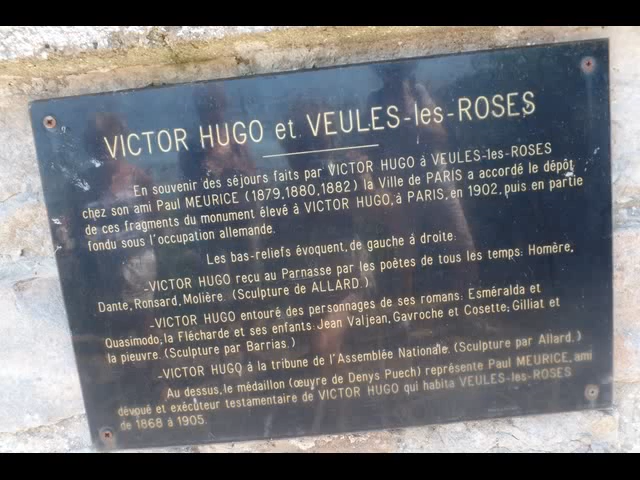 VICTOR HUGO et VEULES-les-ROSES
En souvenir des séjours faits par VICTOR HUGO à VEULES-les-ROSES
chez son ami Paul MEURICE (1879,1880,1882) la Ville de PARIS a accordé le dépôt
de ces fragments du monument élevé à VICTOR HUGO, à PARIS, en 1902, puis en partie
fondu sous l'occupation allemande.
Les bas-reliefs évoquent, de gauche á droite:
-VICTOR HUGO reçu au Parnasse par les poètes de tous les temps: Homère,
Dante, Ronsard, Molière. (Sculpture de ALLARD.)
-VICTOR HUGO entouré des personnages de ses romans: Esméralda et
Quasimodo; la Flécharde et ses enfants: Jean Valjean, Gavroche et Cosette; Gilliat et
la pieuvre. (Sculpture par Barrias.)
-VICTOR HUGO à la tribune de l'Assemblée Nationale. (Sculpture par Allard.)
Au dessus, le médaillon (œuvre de Denys Puech) représente Paul MEURICE, ami
dévoué et exécuteur testamentaire de VICTOR HUGO qui habita VEULES-les-ROSES
de 1868 à 1905.